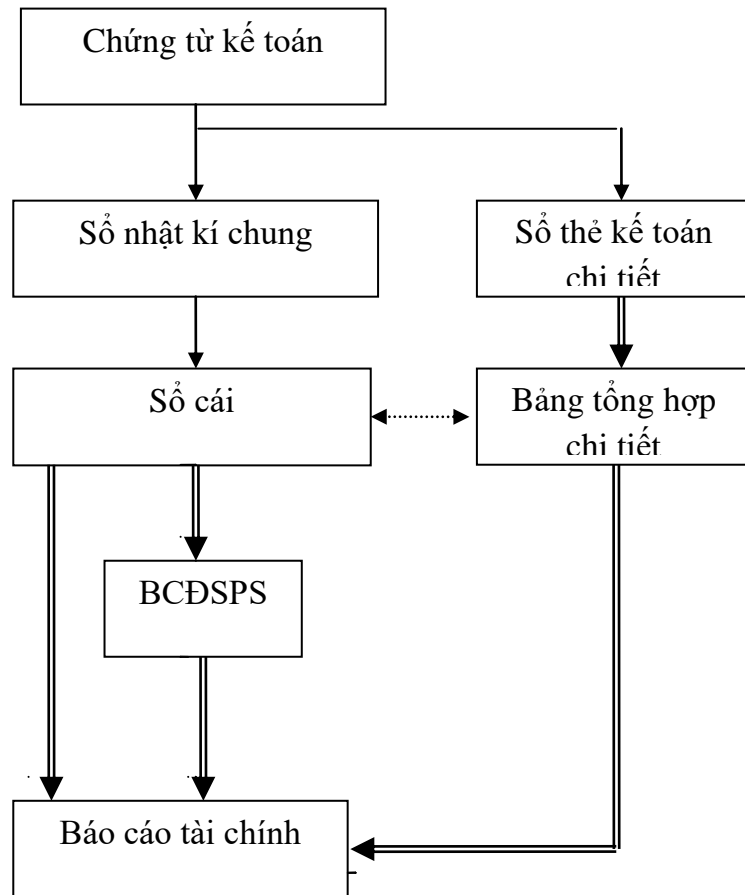 Chứng từ kế toán
Sổ nhật kí chung
Sổ thẻ kế toán
chi tiết
Sổ cái
Bảng tổng hợp
chi tiết
BCĐSPS
Báo cáo tài chính